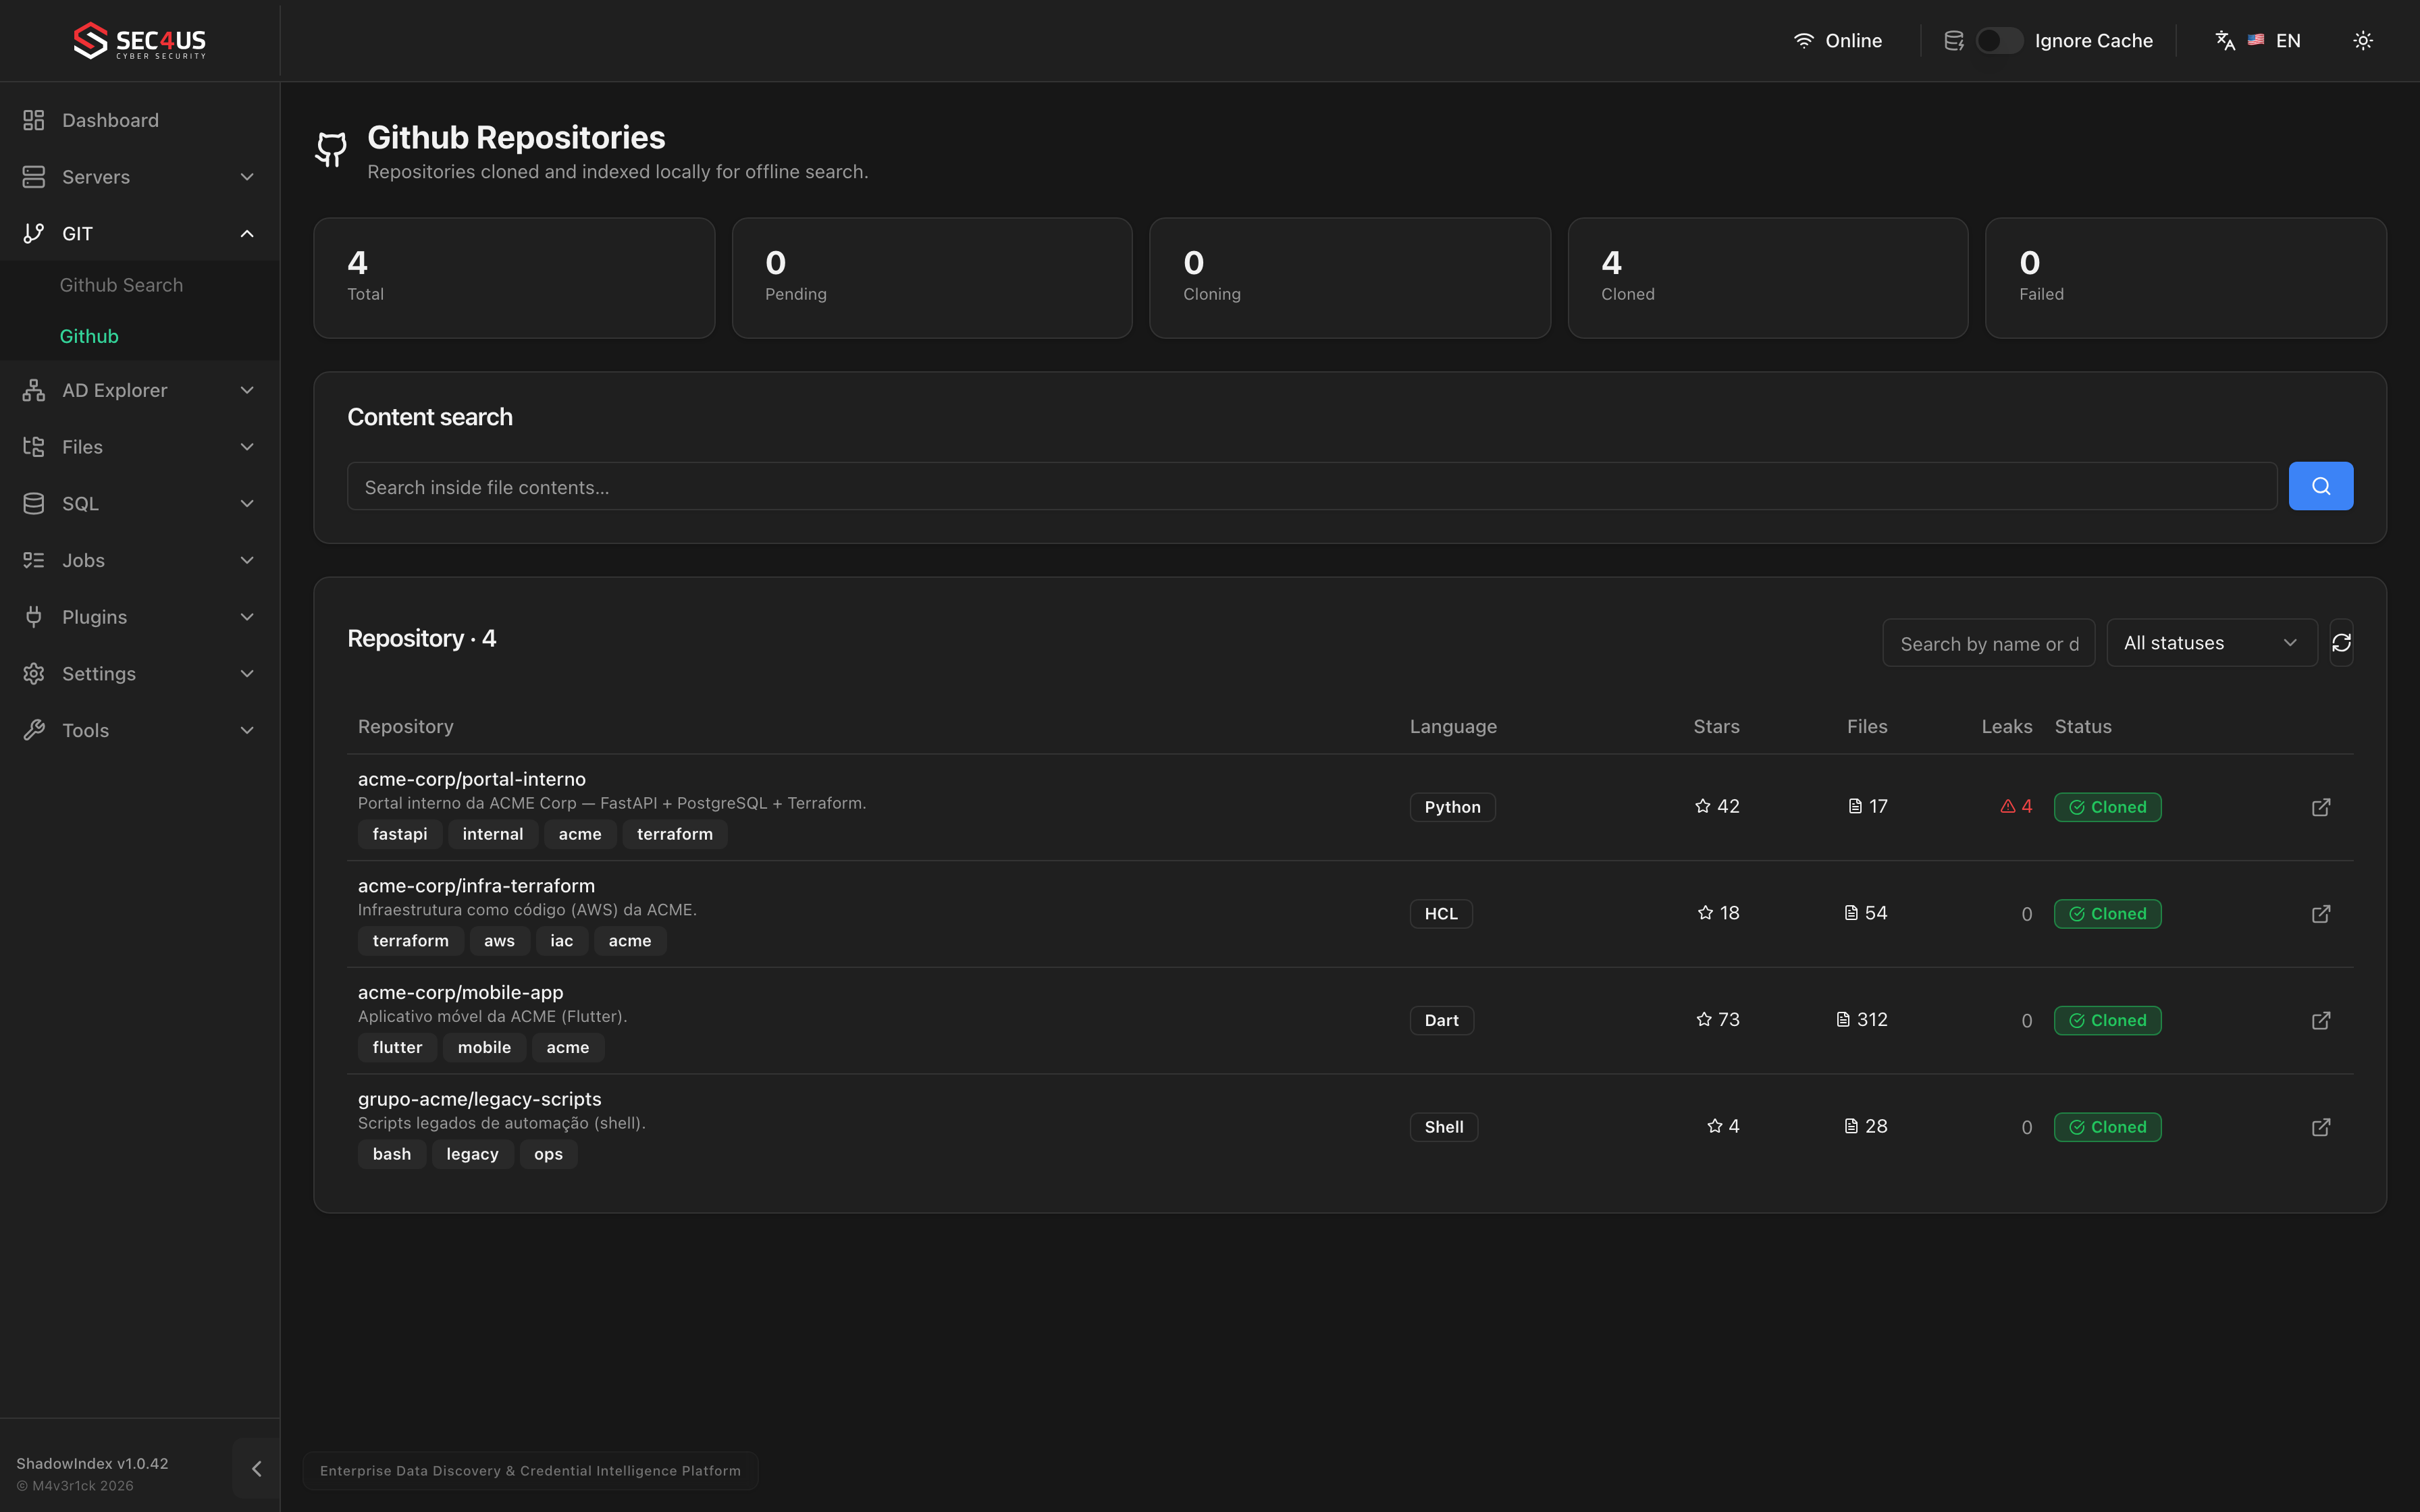 SEC4US
CYBER SECURITY
Online
Ignore Cache
EN
Dashboard
Servers
GIT
Github Search
Github
AD Explorer
Files
SQL
Jobs
Plugins
Settings
Tools
ShadowIndex v1.0.42
© M4v3r1ck 2026
Github Repositories
Repositories cloned and indexed locally for offline search.
4
Total
0
Pending
0
Cloning
4
Cloned
0
Failed
Content search
Search inside file contents...
Repository · 4
Search by name or d
All statuses
Repository Language Stars Files Leaks Status
acme-corp/portal-interno
Portal interno da ACME Corp — FastAPI + PostgreSQL + Terraform.
fastapi internal acme terraform
Python 42 17 4 Cloned
acme-corp/infra-terraform
Infraestrutura como código (AWS) da ACME.
terraform aws iac acme
HCL 18 54 0 Cloned
acme-corp/mobile-app
Aplicativo móvel da ACME (Flutter).
flutter mobile acme
Dart 73 312 0 Cloned
grupo-acme/legacy-scripts
Scripts legados de automação (shell).
bash legacy ops
Shell 4 28 0 Cloned
Enterprise Data Discovery & Credential Intelligence Platform